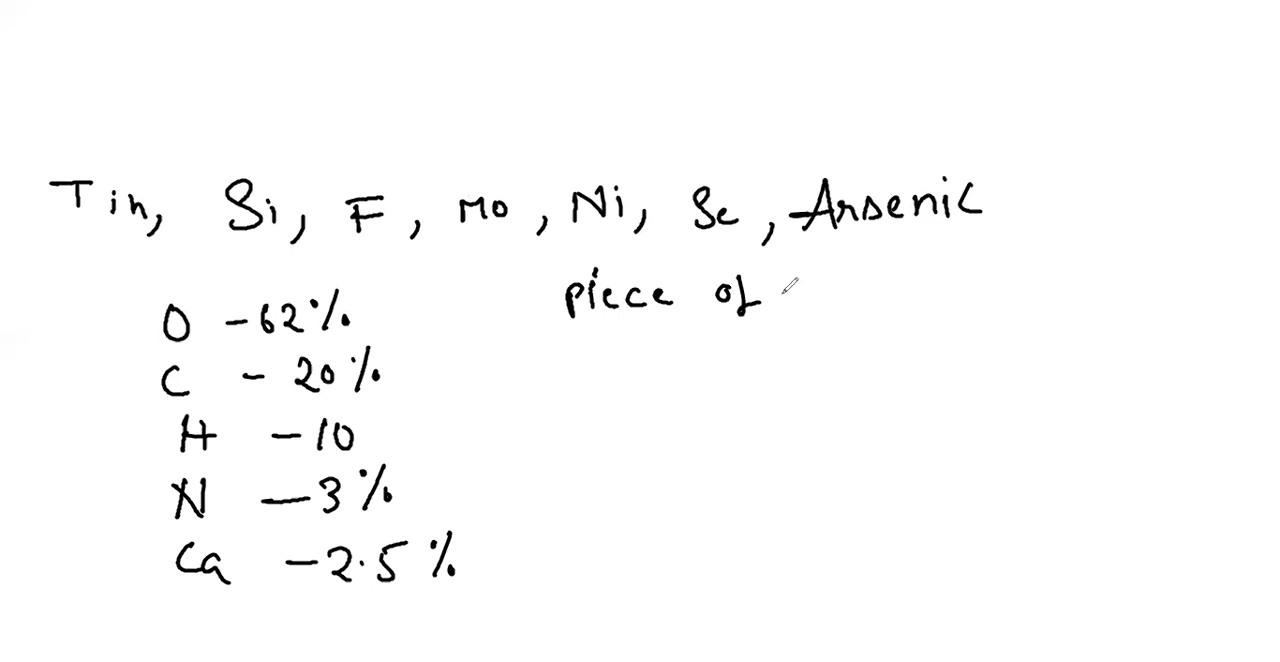 Tin, Si, F, Mo, Ni, Se, Arsenic
piece of
O - 62%
C - 20%
H - 10
N - 3%
Ca - 2.5%